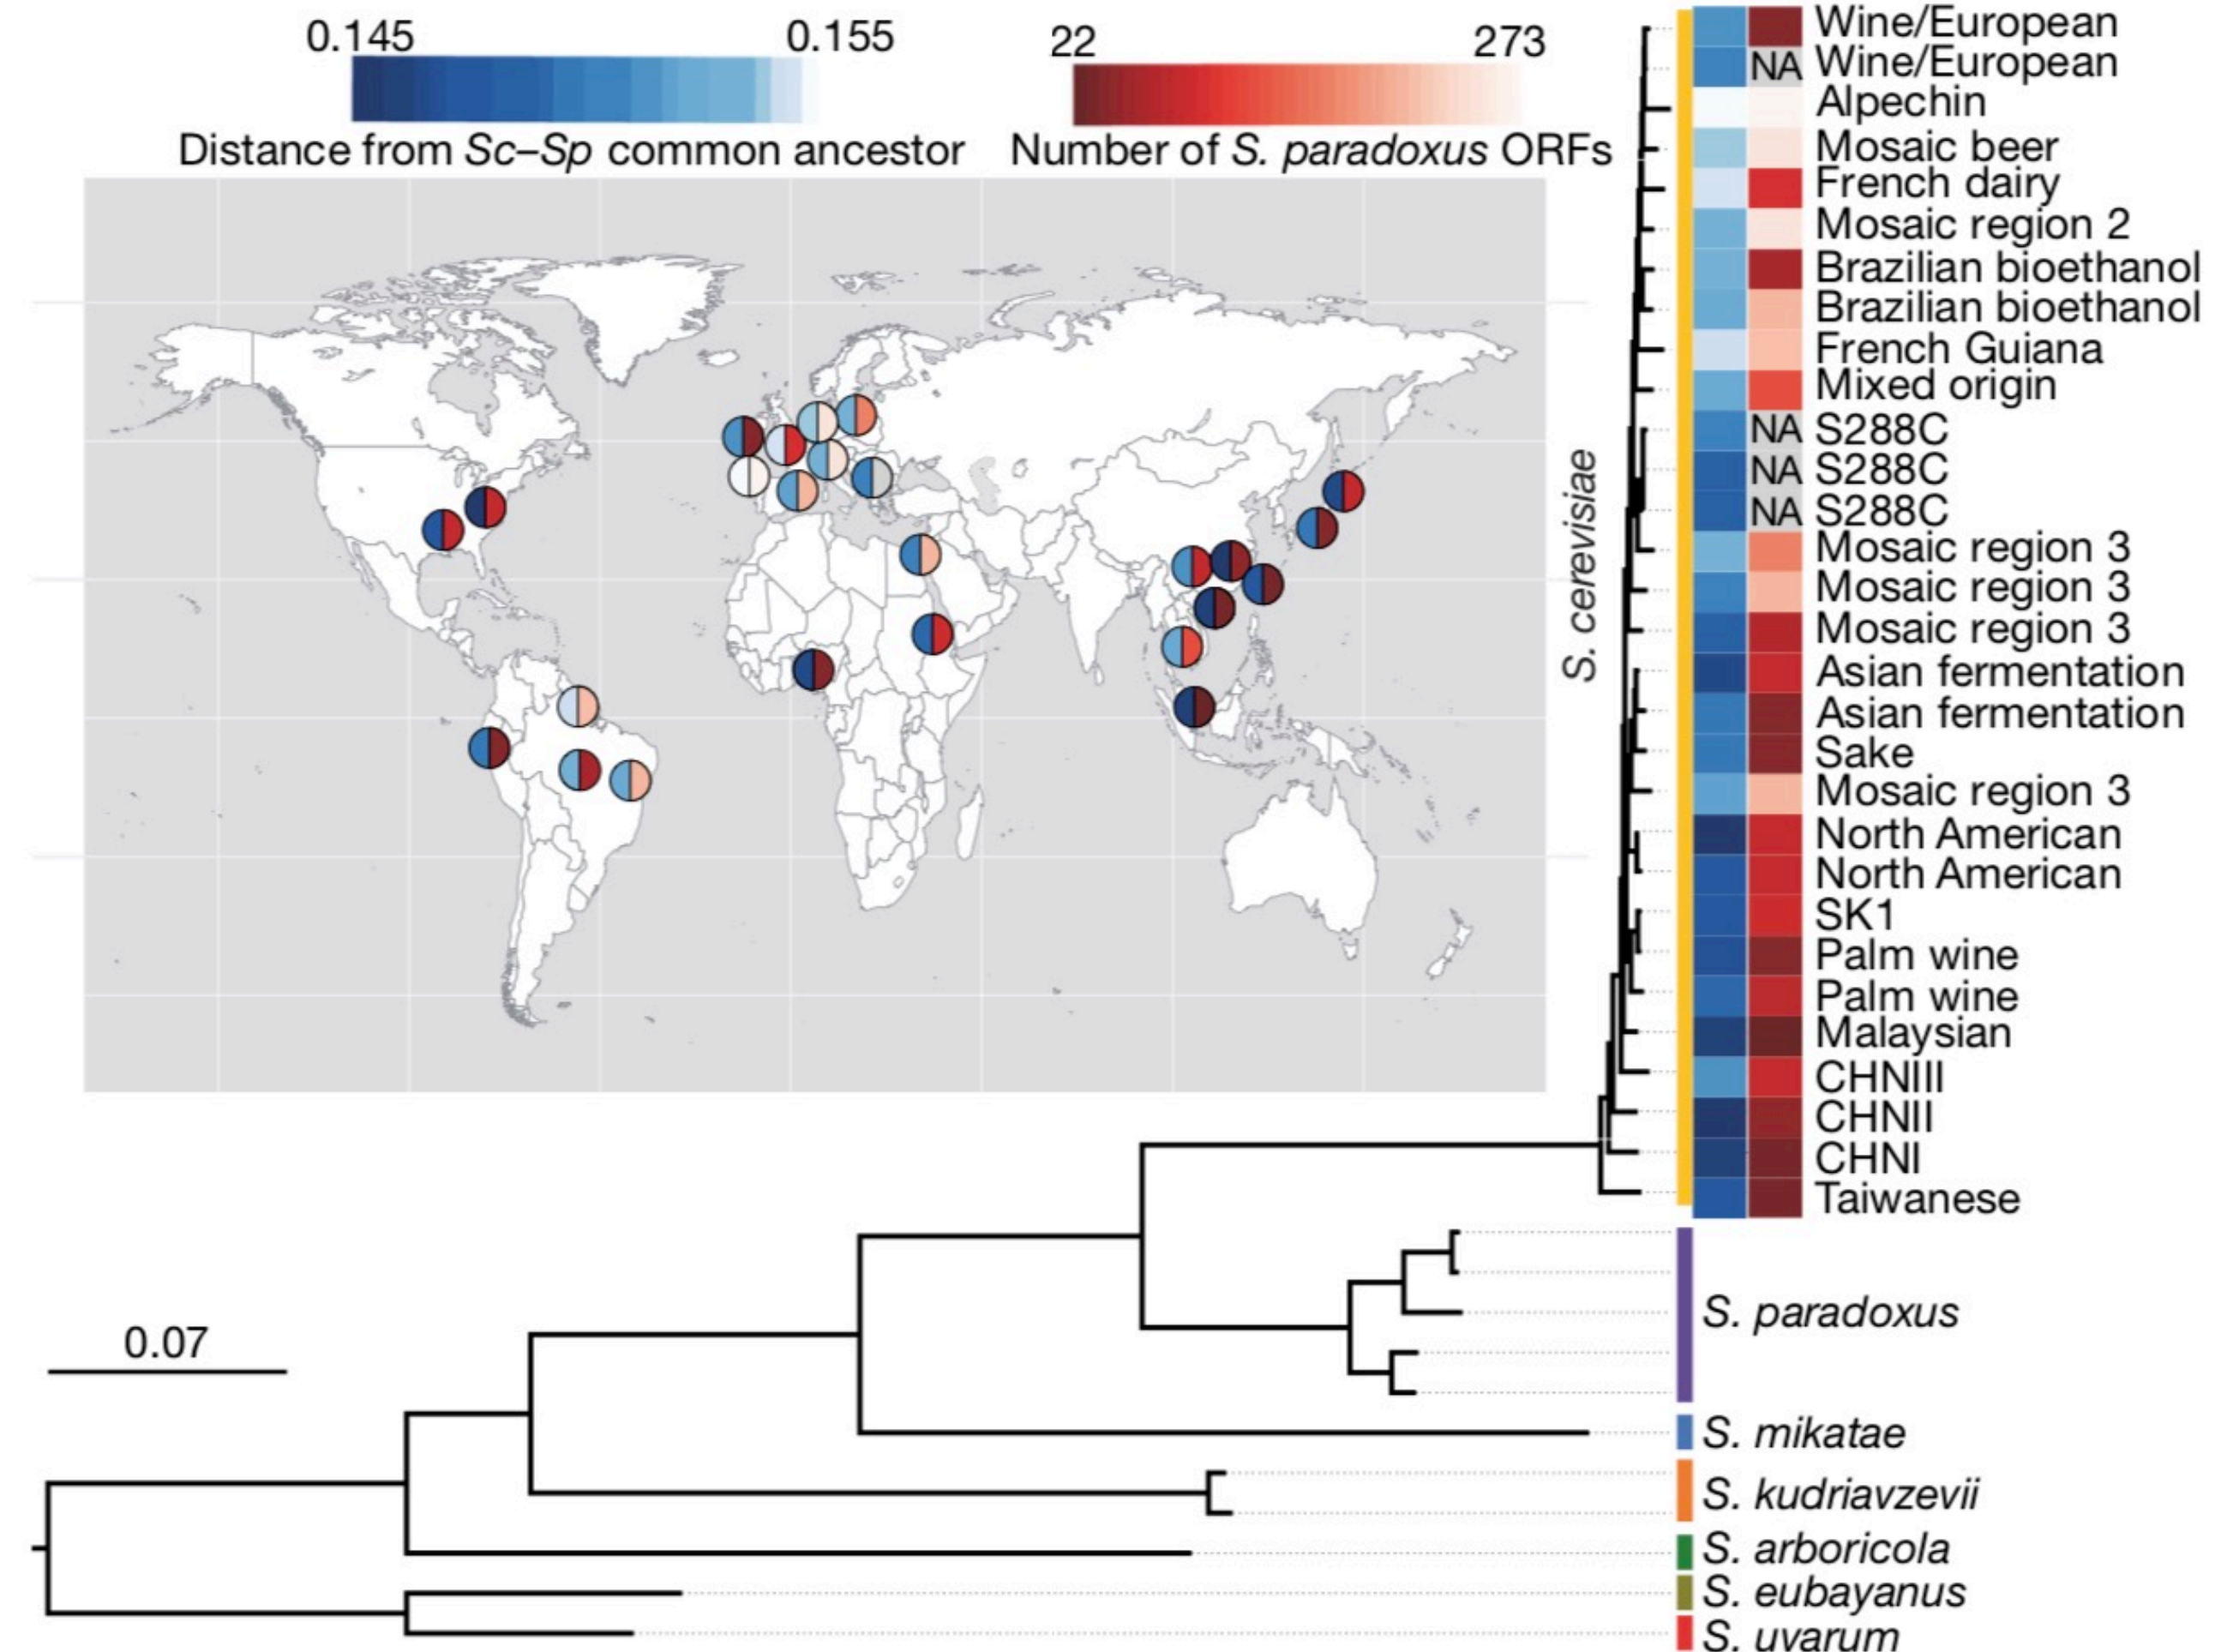 0.145 0.155
Distance from Sc–Sp common ancestor
22 273
Number of S. paradoxus ORFs
S. cerevisiae
Wine/European
NA Wine/European
Alpechin
Mosaic beer
French dairy
Mosaic region 2
Brazilian bioethanol
Brazilian bioethanol
French Guiana
Mixed origin
NA S288C
NA S288C
NA S288C
Mosaic region 3
Mosaic region 3
Mosaic region 3
Asian fermentation
Asian fermentation
Sake
Mosaic region 3
North American
North American
SK1
Palm wine
Palm wine
Malaysian
CHNIII
CHNII
CHNI
Taiwanese
0.07
S. paradoxus
S. mikatae
S. kudriavzevii
S. arboricola
S. eubayanus
S. uvarum